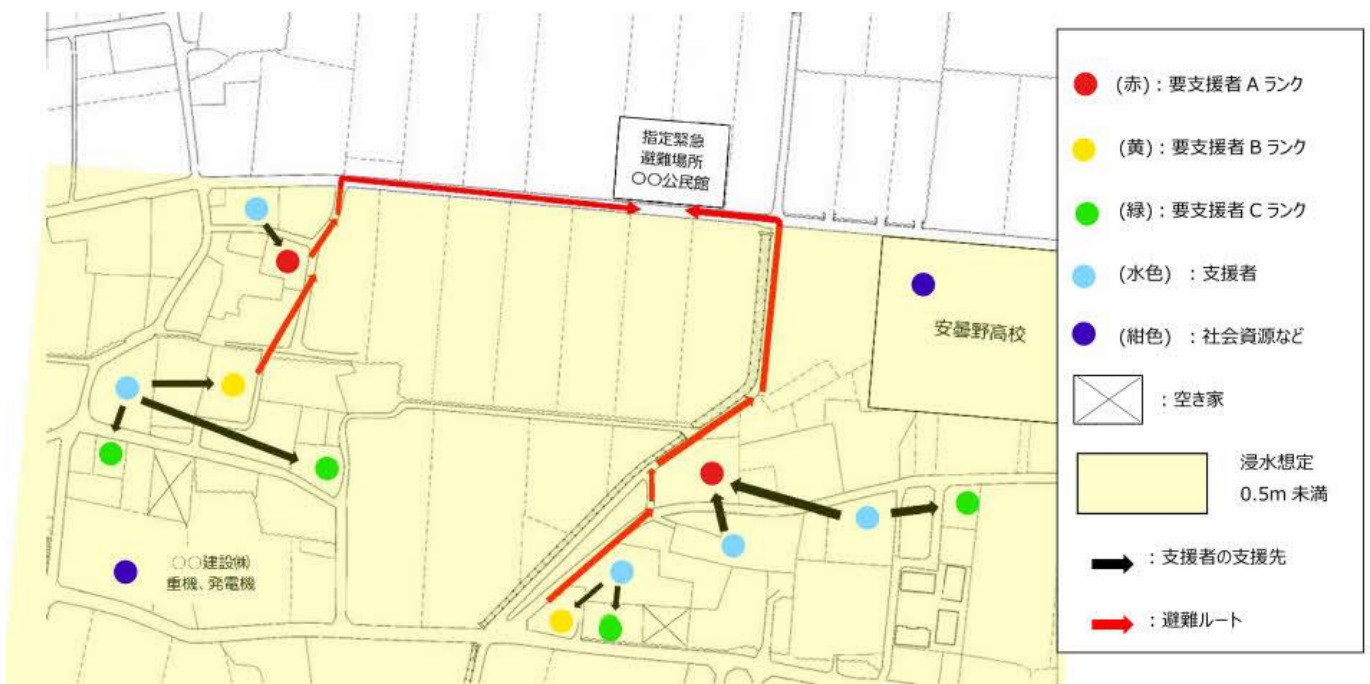 指定緊急
避難場所
〇〇公民館
安曇野高校
〇〇建設㈱
重機、発電機
(赤)：要支援者 A ランク
(黄)：要支援者 B ランク
(緑)：要支援者 C ランク
(水色) ：支援者
(紺色) ：社会資源など
：空き家
浸水想定
0.5m 未満
：支援者の支援先
：避難ルート